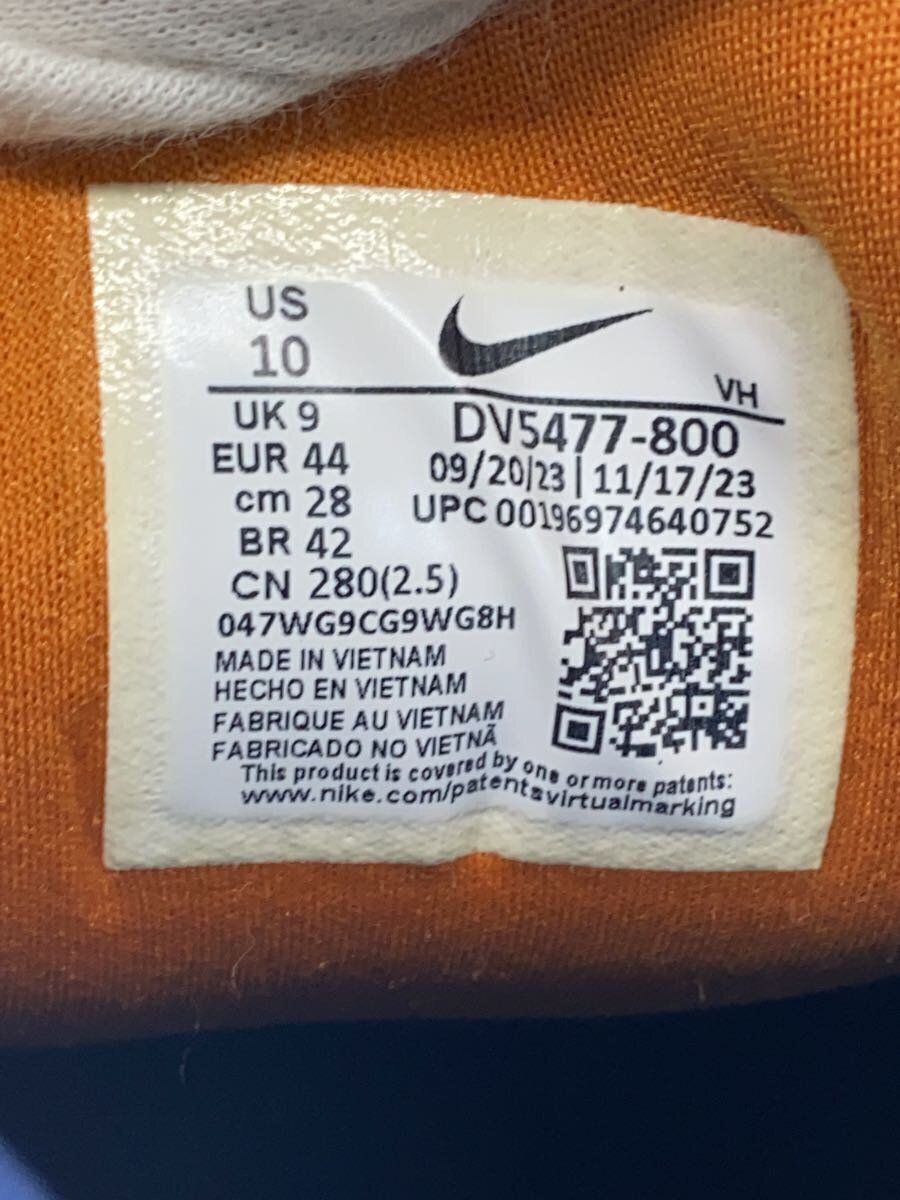 US
10
VH
UK 9
EUR 44
cm 28
BR 42
CN 280(2.5)
DV5477-800
09/20/23 | 11/17/23
UPC 00196974640752
047WG9CG9WG8H
MADE IN VIETNAM
HECHO EN VIETNAM
FABRIQUE AU VIETNAM
FABRICADO NO VIETNÃ
This product is covered by one or more patents:
www.nike.com/patentsvirtualmarking